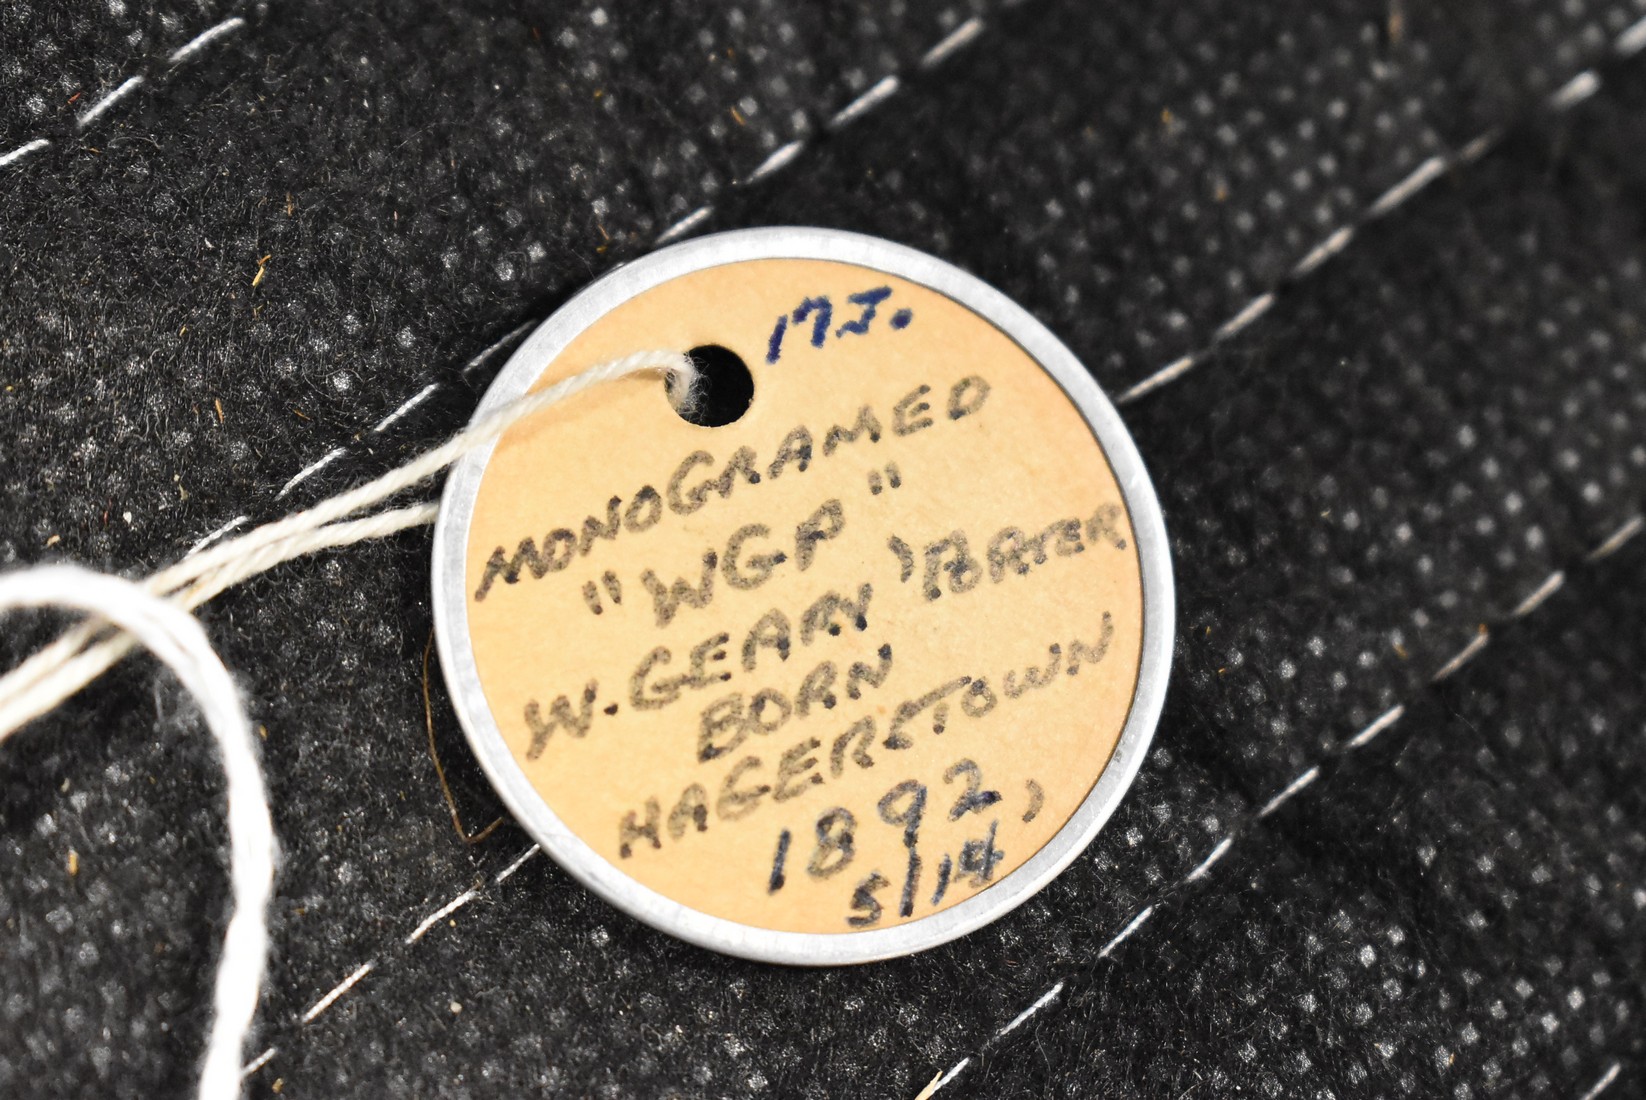 17J.
MONOGRAMED
"WGP"
W. GEARY PORTER
BORN
HAGERSTOWN,
1892
5/14